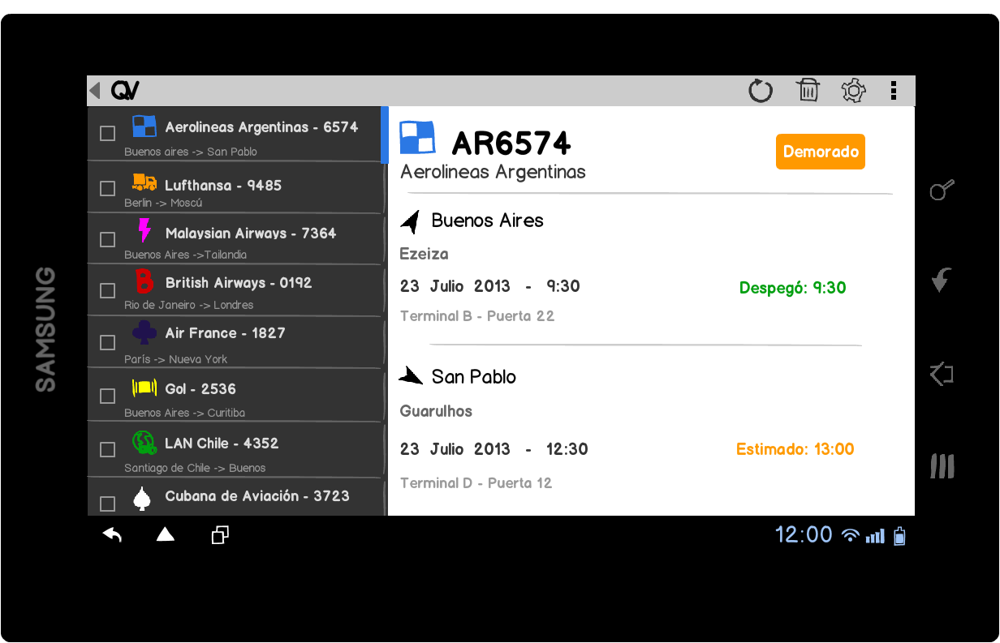 SAMSUNG
QV
Aerolineas Argentinas - 6574
Buenos aires -> San Pablo
Lufthansa - 9485
Berlin -> Moscú
Malaysian Airways - 7364
Buenos Aires ->Tailandia
British Airways - 0192
Rio de Janeiro -> Londres
Air France - 1827
París -> Nueva York
Gol - 2536
Buenos Aires -> Curitiba
LAN Chile - 4352
Santiago de Chile -> Buenos
Cubana de Aviación - 3723
AR6574
Demorado
Aerolineas Argentinas
Buenos Aires
Ezeiza
23 Julio 2013 - 9:30
Despegó: 9:30
Terminal B - Puerta 22
San Pablo
Guarulhos
23 Julio 2013 - 12:30
Estimado: 13:00
Terminal D - Puerta 12
12:00